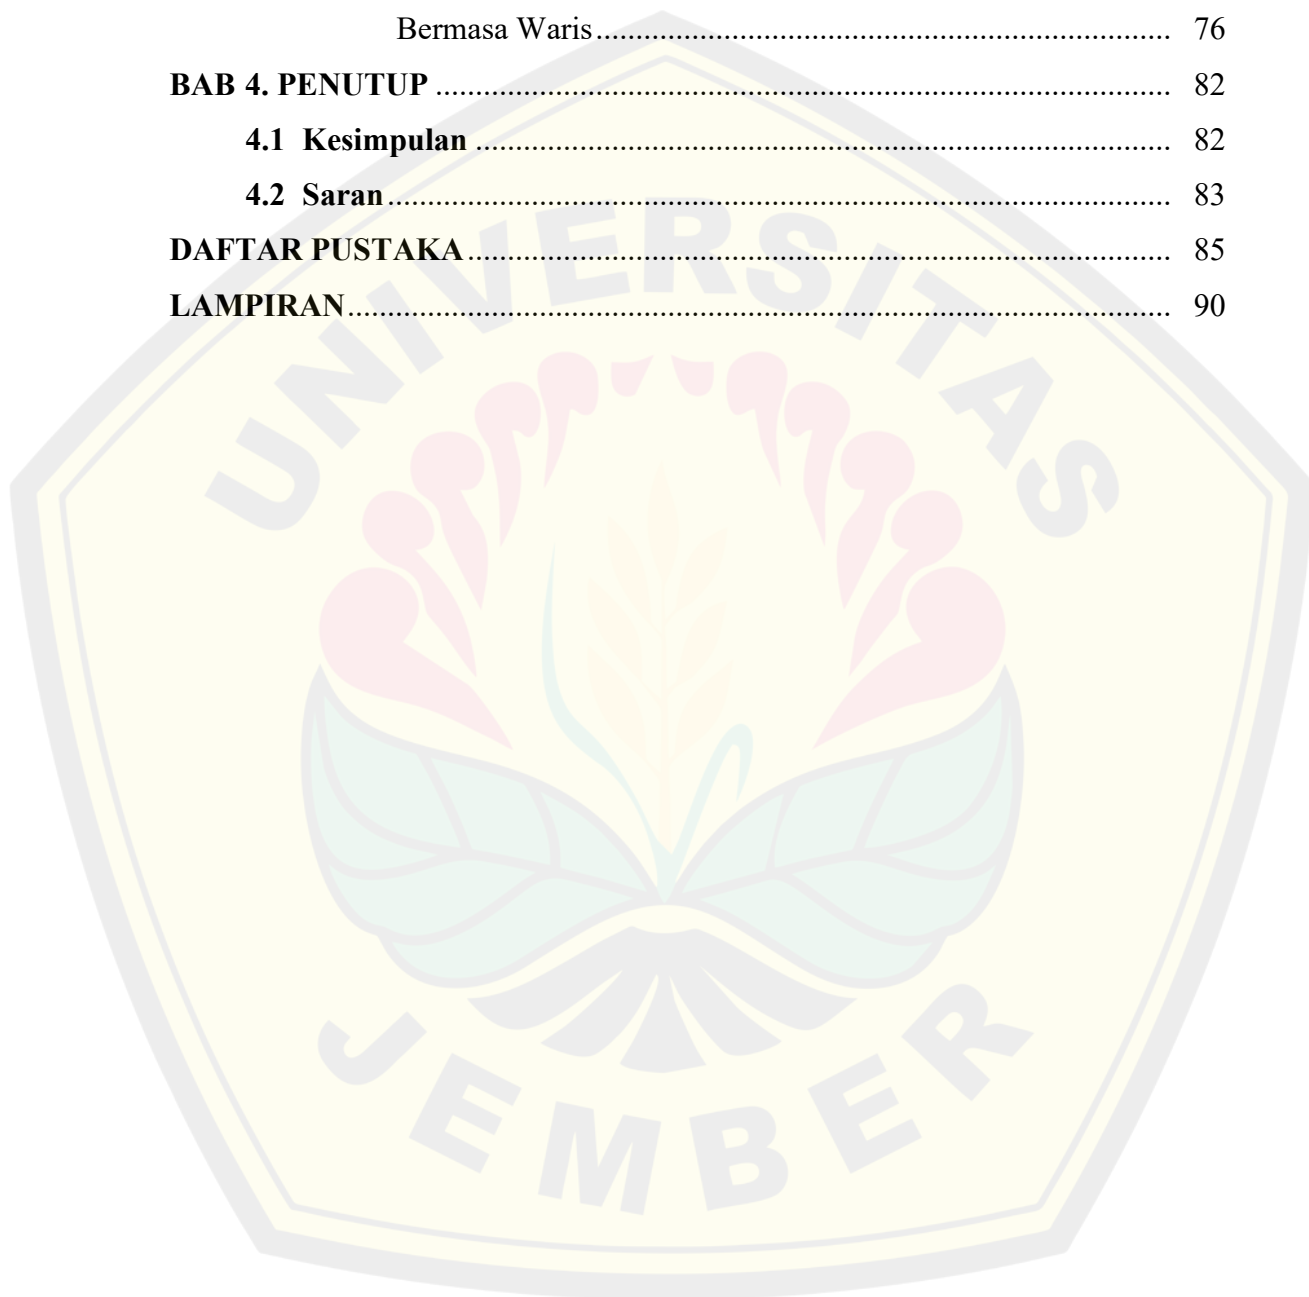 Bermasa Waris ........................................................................ 76
BAB 4. PENUTUP ............................................................................................ 82
4.1 Kesimpulan ....................................................................................... 82
4.2 Saran .................................................................................................. 83
DAFTAR PUSTAKA ........................................................................................ 85
LAMPIRAN ....................................................................................................... 90
UNIVERSITAS
JEMBER